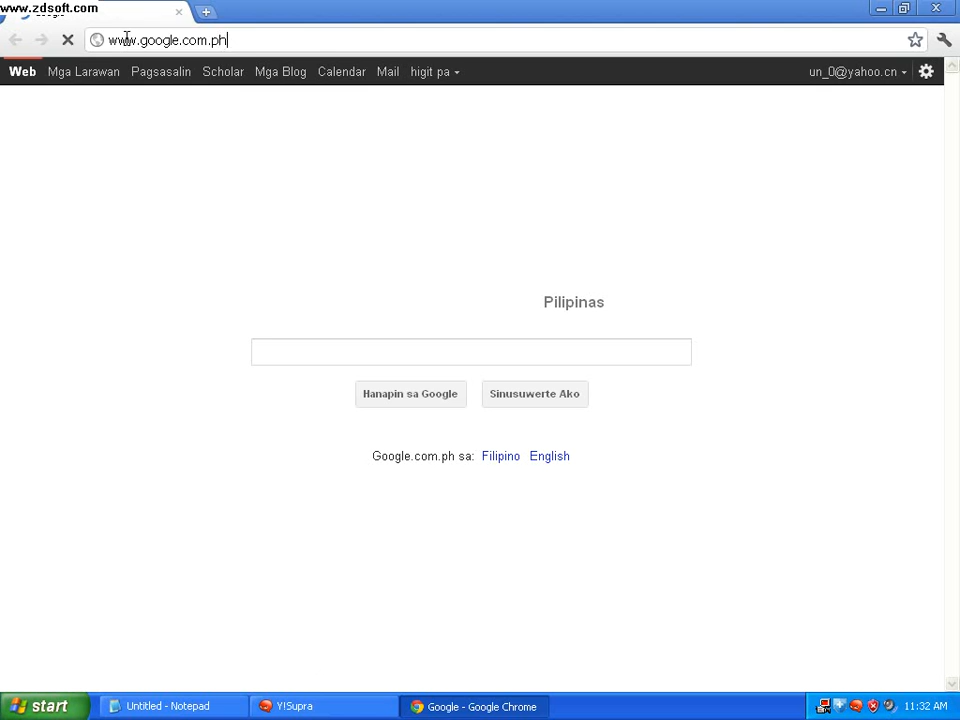 www.zdsoft.com
www.google.com.ph
Web Mga Larawan Pagsasalin Scholar Mga Blog Calendar Mail higit pa un_0@yahoo.cn
Pilipinas
Hanapin sa Google Sinusuwerte Ako
Google.com.ph sa: Filipino English
start Untitled - Notepad Y!Supra Google - Google Chrome 11:32 AM